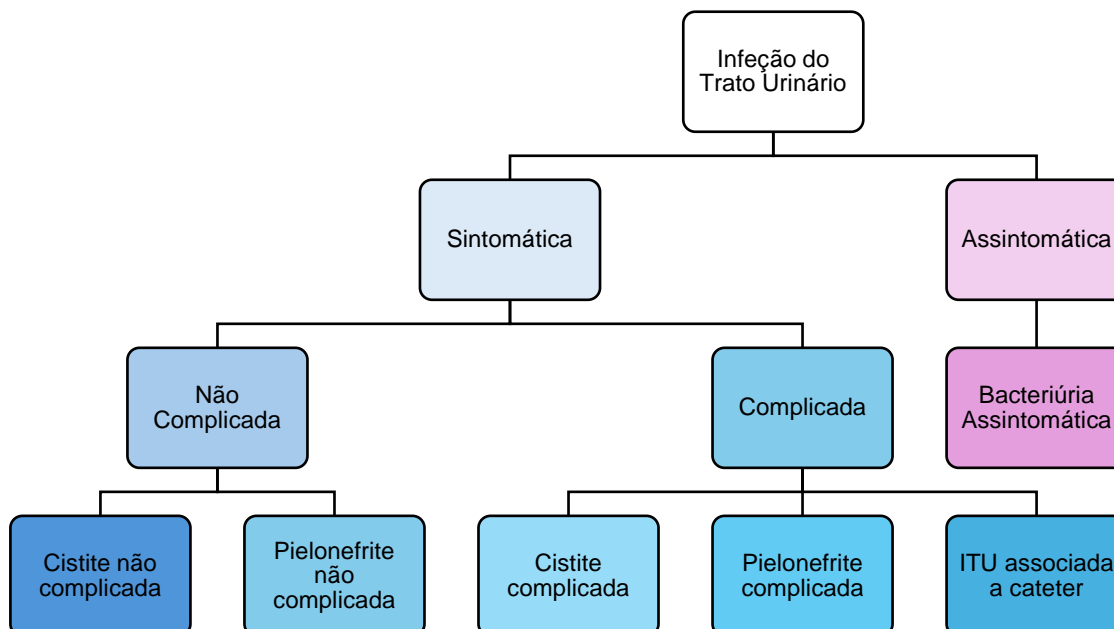 Infeção do
Trato Urinário
Sintomática
Assintomática
Não
Complicada
Complicada
Bacteriúria
Assintomática
Cistite não
complicada
Pielonefrite
não
complicada
Cistite
complicada
Pielonefrite
complicada
ITU associada
a cateter